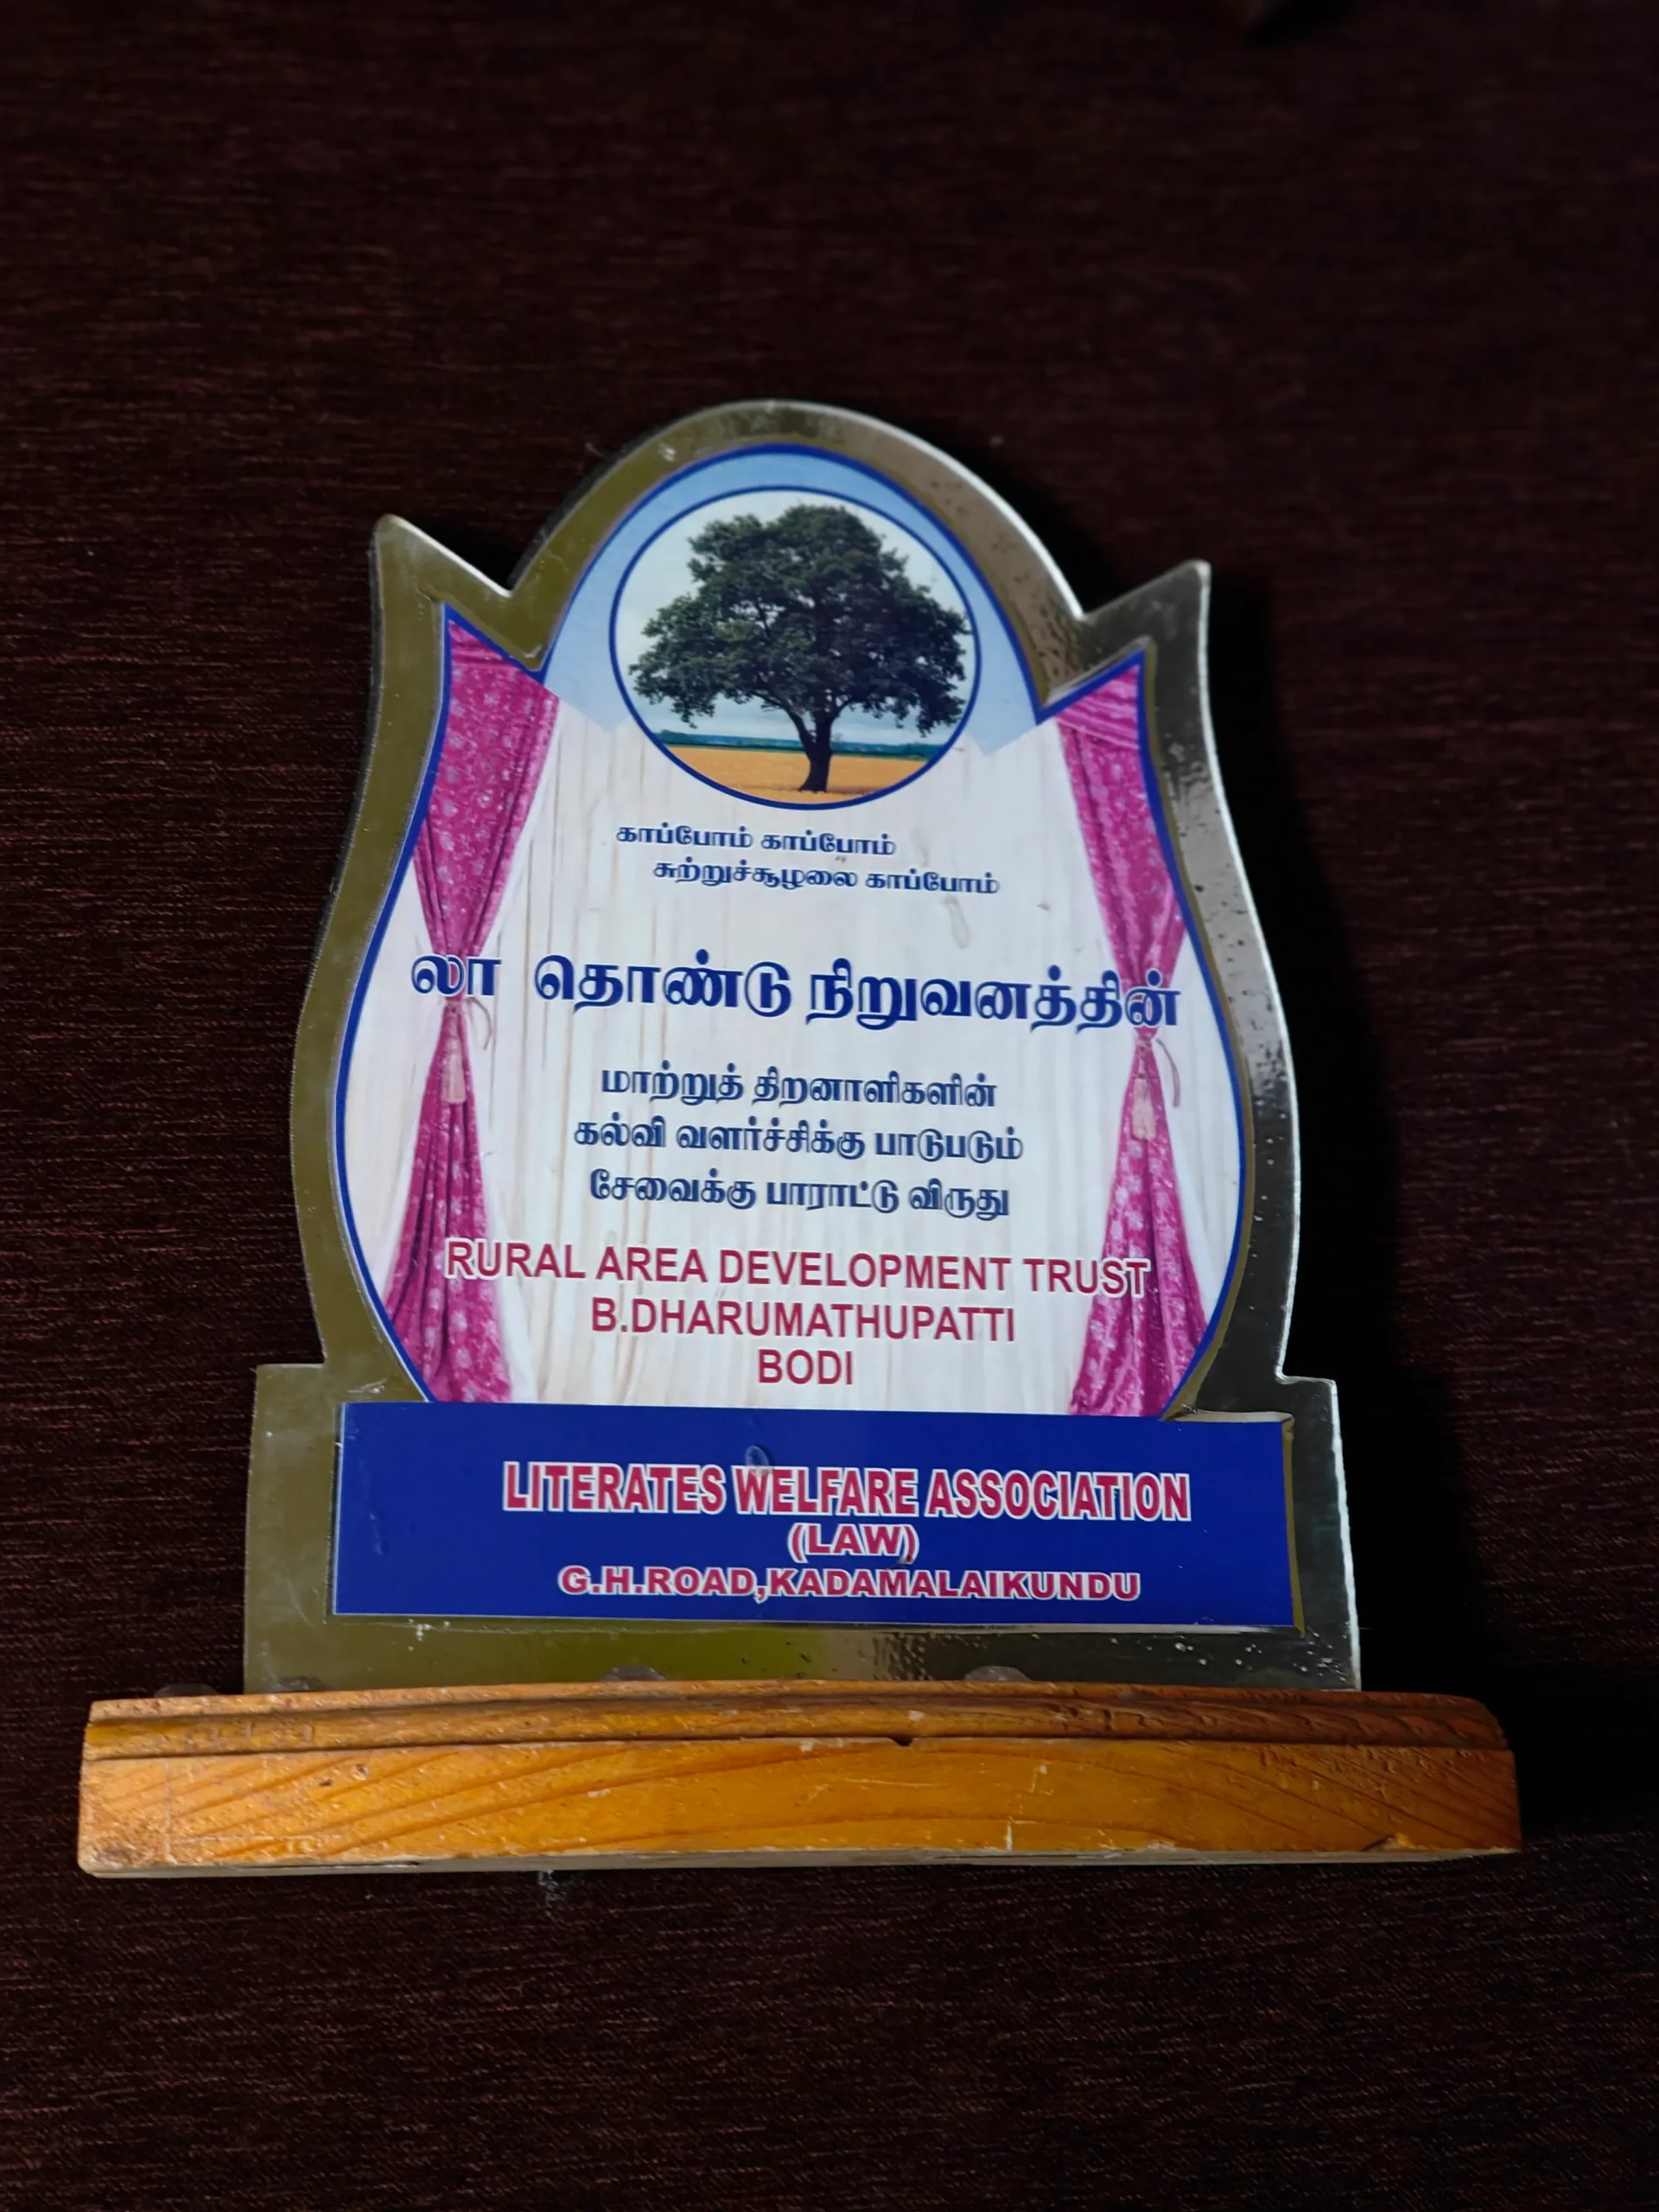 காப்போம் காப்போம்
சுற்றுச்சூழலை காப்போம்
லா தொண்டு நிறுவனத்தின்
மாற்றுத் திறனாளிகளின்
கல்வி வளர்ச்சிக்கு பாடுபடும்
சேவைக்கு பாராட்டு விருது
RURAL AREA DEVELOPMENT TRUST
B.DHARUMATHUPATTI
BODI
LITERATES WELFARE ASSOCIATION
(LAW)
G.H.ROAD,KADAMALAIKUNDU